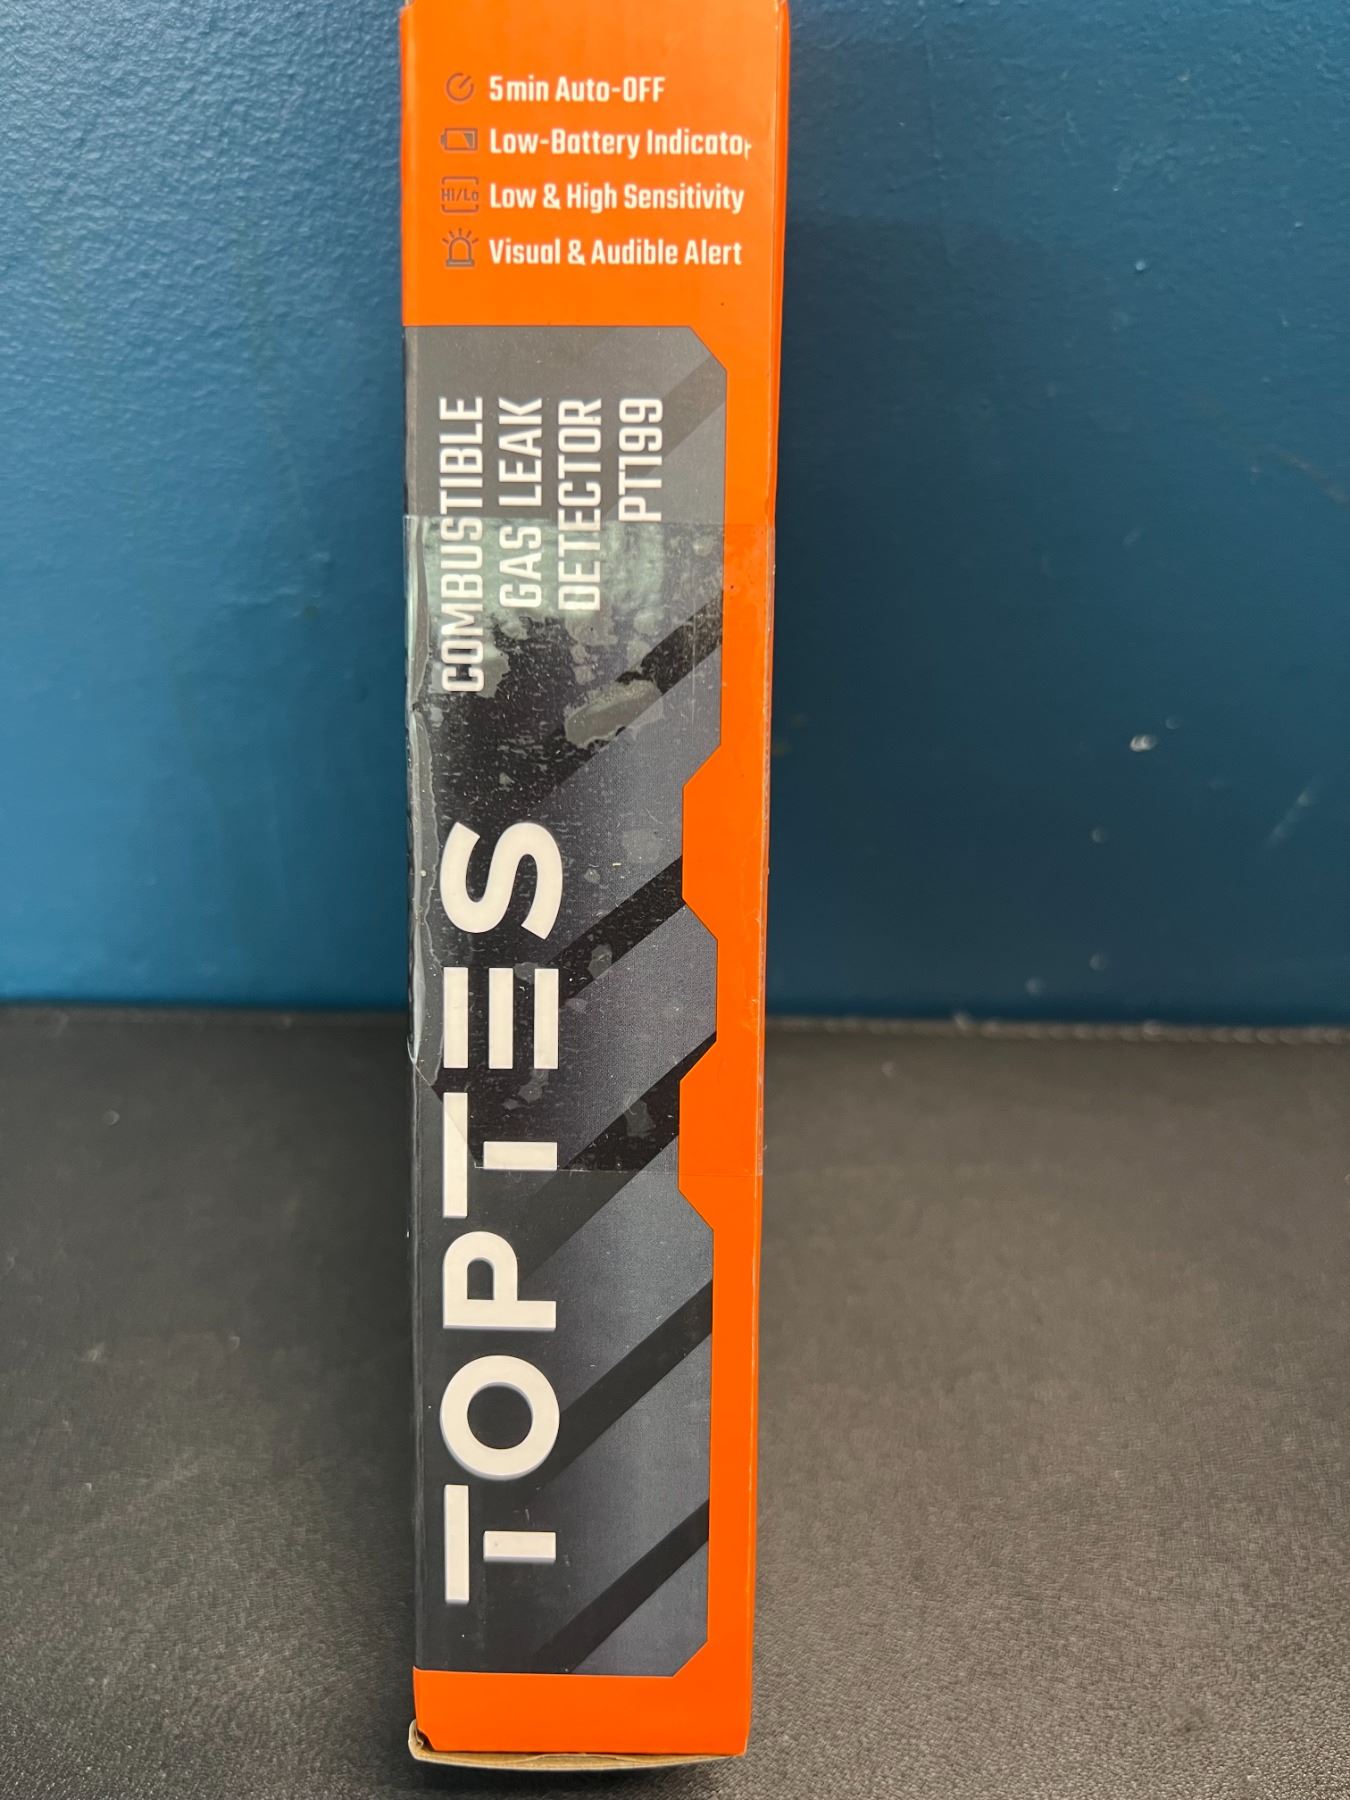 5min Auto-OFF
Low-Battery Indicator
Hi/Lo Low & High Sensitivity
Visual & Audible Alert
COMBUSTIBLE
GAS LEAK
DETECTOR
PT199
TOPTES